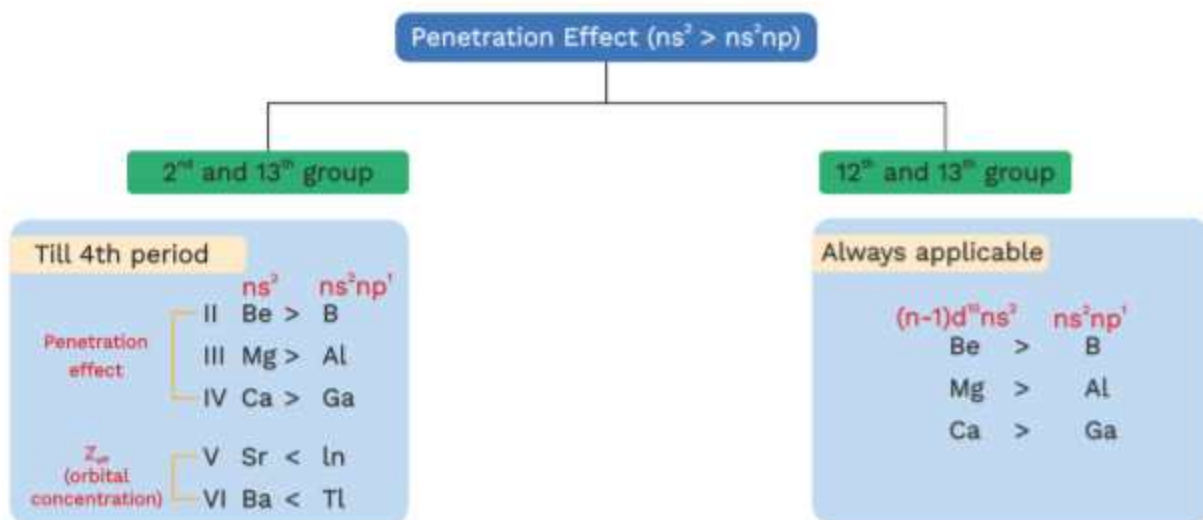 Penetration Effect (ns² > ns²np)
2ⁿᵈ and 13ᵗʰ group
12ᵗʰ and 13ᵗʰ group
Till 4th period
ns² ns²np¹
II Be > B
Penetration effect
III Mg > Al
IV Ca > Ga
V Sr < ln
Zeff
(orbital
concentration)
VI Ba < Tl
Always applicable
(n-1)d¹⁰ns² ns²np¹
Be > B
Mg > Al
Ca > Ga